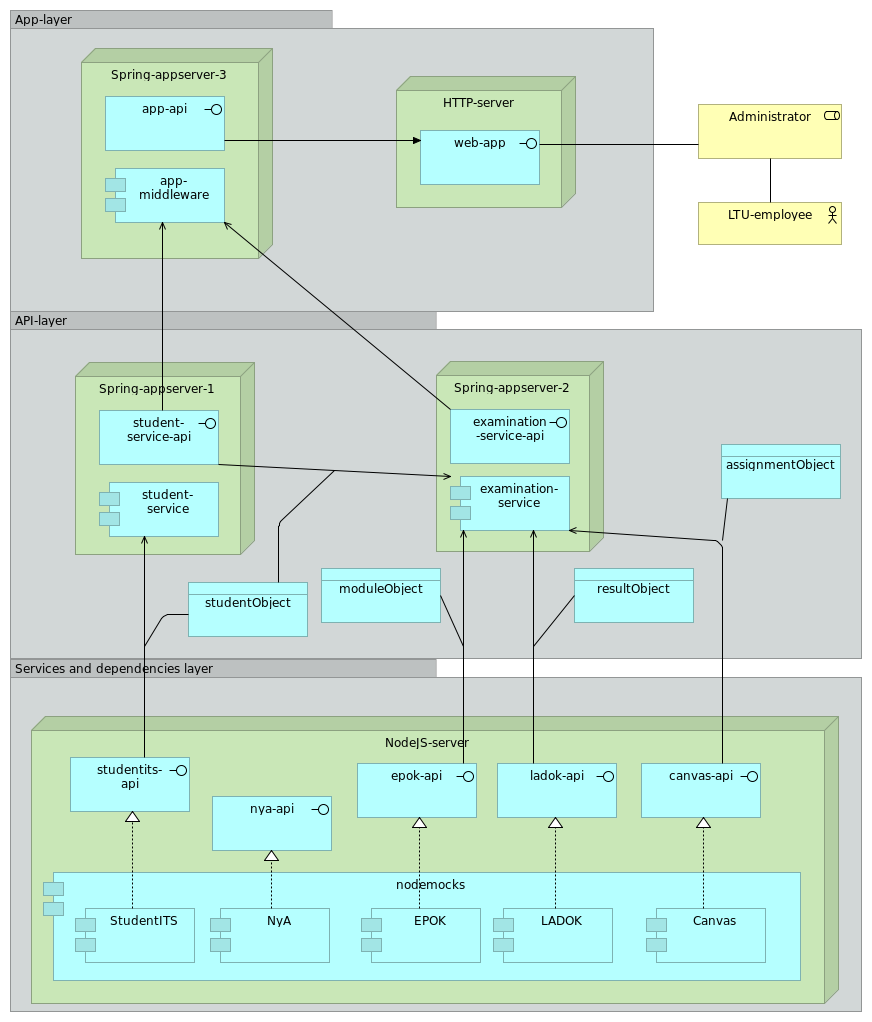 App-layer
Spring-appserver-3
app-api
app-
middleware
HTTP-server
web-app
Administrator
LTU-employee
API-layer
Spring-appserver-1
student-
service-api
student-
service
Spring-appserver-2
examination
-service-api
examination-
service
assignmentObject
studentObject
moduleObject
resultObject
Services and dependencies layer
NodeJS-server
studentits-
api
nya-api
epok-api
ladok-api
canvas-api
nodemocks
StudentITS
NyA
EPOK
LADOK
Canvas